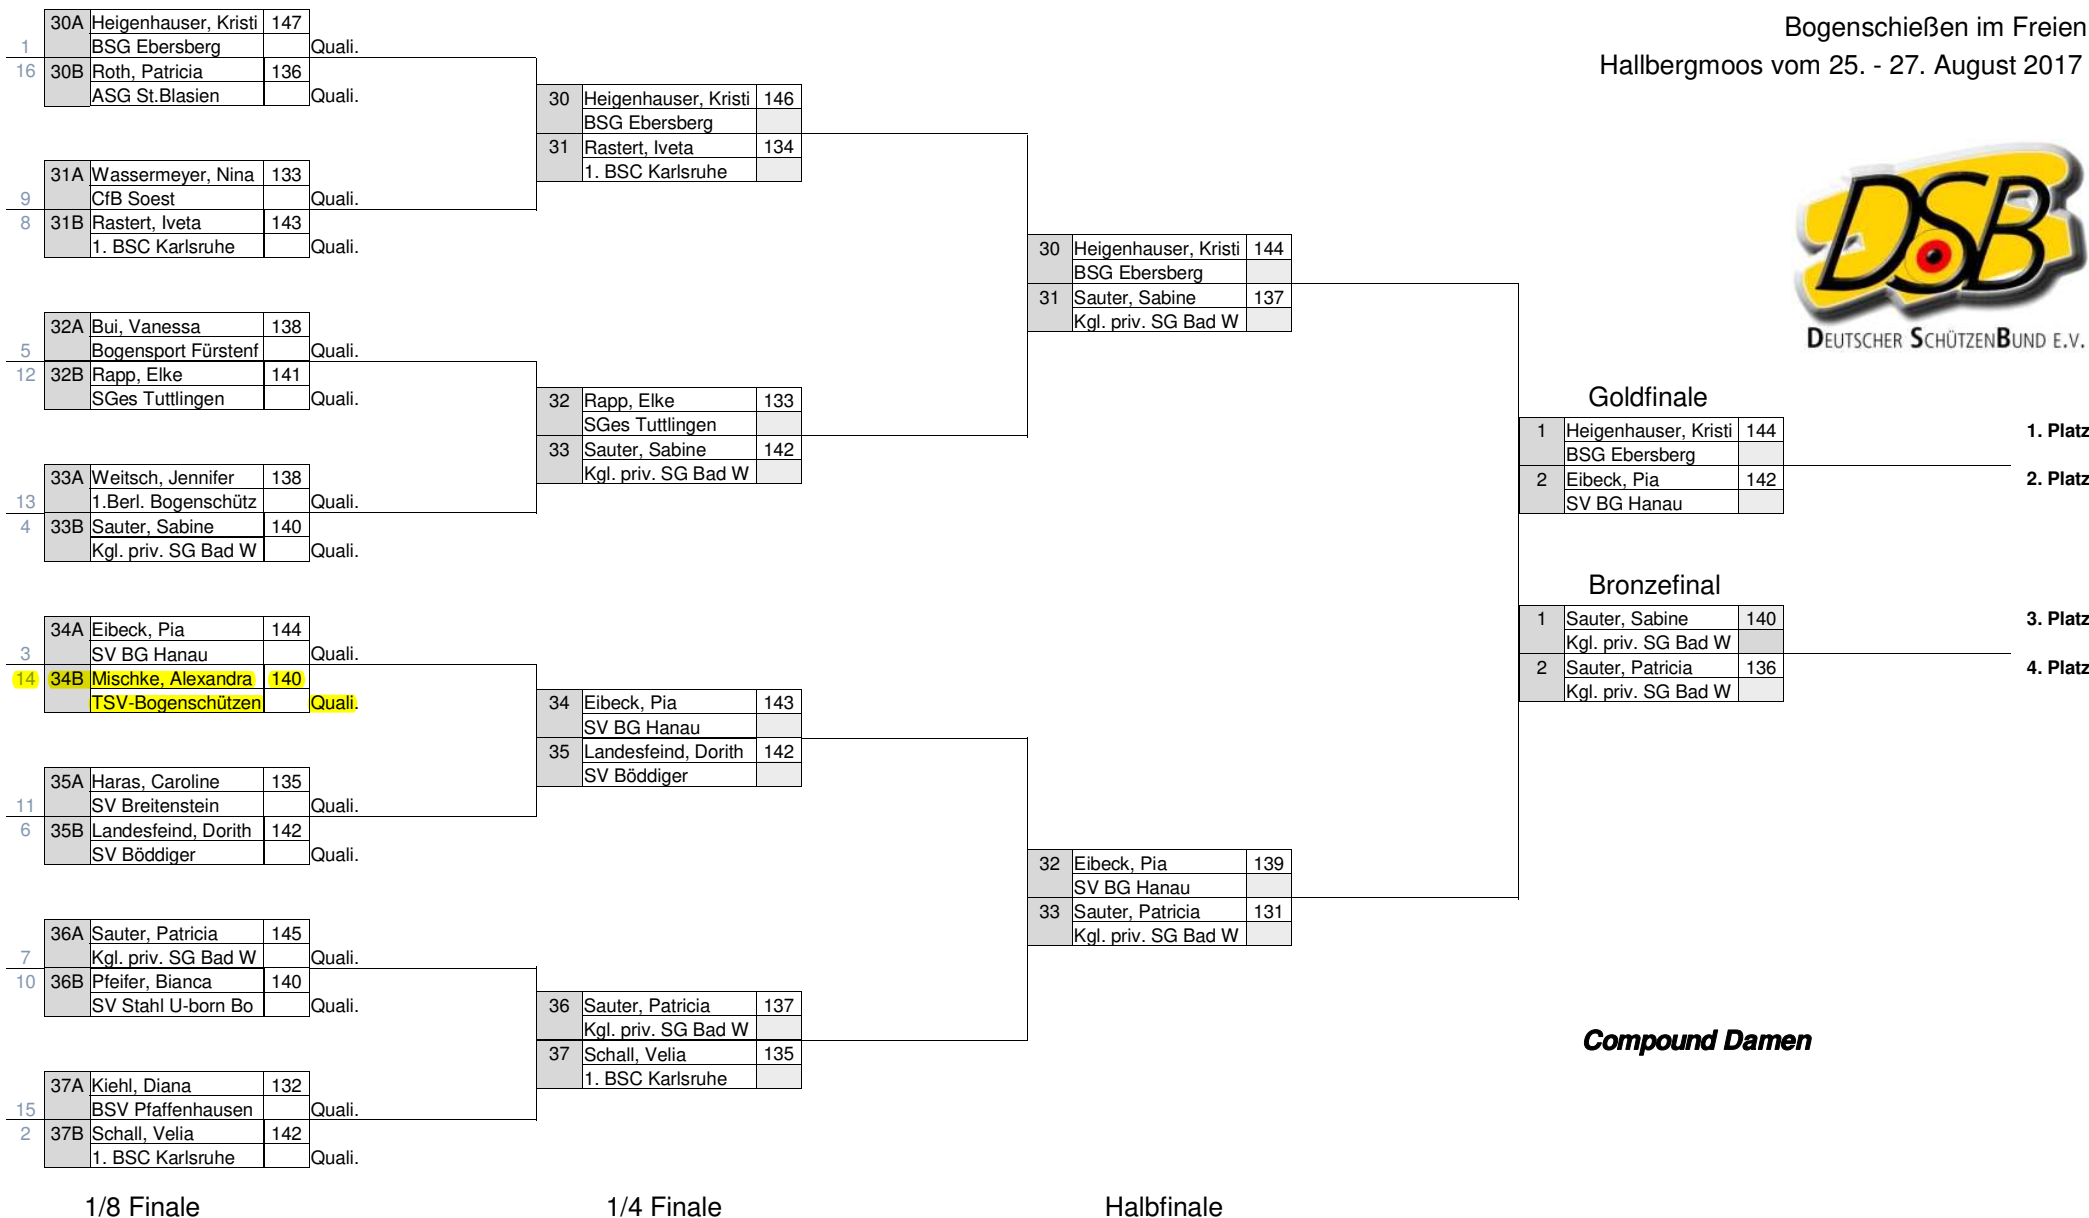 Bogenschießen im Freien
Hallbergmoos vom 25. - 27. August 2017
DSB
DEUTSCHER SCHÜTZENBUND E.V.
30A Heigenhauser, Kristi 147
1 BSG Ebersberg Quali.
16 30B Roth, Patricia 136
ASG St.Blasien Quali.
31A Wassermeyer, Nina 133
9 CfB Soest Quali.
8 31B Rastert, Iveta 143
1. BSC Karlsruhe Quali.
32A Bui, Vanessa 138
5 Bogensport Fürstenf Quali.
12 32B Rapp, Elke 141
SGes Tuttlingen Quali.
33A Weitsch, Jennifer 138
13 1.Berl. Bogenschütz Quali.
4 33B Sauter, Sabine 140
Kgl. priv. SG Bad W Quali.
34A Eibeck, Pia 144
3 SV BG Hanau Quali.
14 34B Mischke, Alexandra 140
TSV-Bogenschützen Quali.
35A Haras, Caroline 135
11 SV Breitenstein Quali.
6 35B Landesfeind, Dorith 142
SV Böddiger Quali.
36A Sauter, Patricia 145
7 Kgl. priv. SG Bad W Quali.
10 36B Pfeifer, Bianca 140
SV Stahl U-born Bo Quali.
37A Kiehl, Diana 132
15 BSV Pfaffenhausen Quali.
2 37B Schall, Velia 142
1. BSC Karlsruhe Quali.
1/8 Finale
30 Heigenhauser, Kristi 146
BSG Ebersberg
31 Rastert, Iveta 134
1. BSC Karlsruhe
32 Rapp, Elke 133
SGes Tuttlingen
33 Sauter, Sabine 142
Kgl. priv. SG Bad W
34 Eibeck, Pia 143
SV BG Hanau
35 Landesfeind, Dorith 142
SV Böddiger
36 Sauter, Patricia 137
Kgl. priv. SG Bad W
37 Schall, Velia 135
1. BSC Karlsruhe
1/4 Finale
30 Heigenhauser, Kristi 144
BSG Ebersberg
31 Sauter, Sabine 137
Kgl. priv. SG Bad W
32 Eibeck, Pia 139
SV BG Hanau
33 Sauter, Patricia 131
Kgl. priv. SG Bad W
Halbfinale
Goldfinale
1 Heigenhauser, Kristi 144 1. Platz
BSG Ebersberg
2 Eibeck, Pia 142 2. Platz
SV BG Hanau
Bronzefinal
1 Sauter, Sabine 140 3. Platz
Kgl. priv. SG Bad W
2 Sauter, Patricia 136 4. Platz
Kgl. priv. SG Bad W
Compound Damen